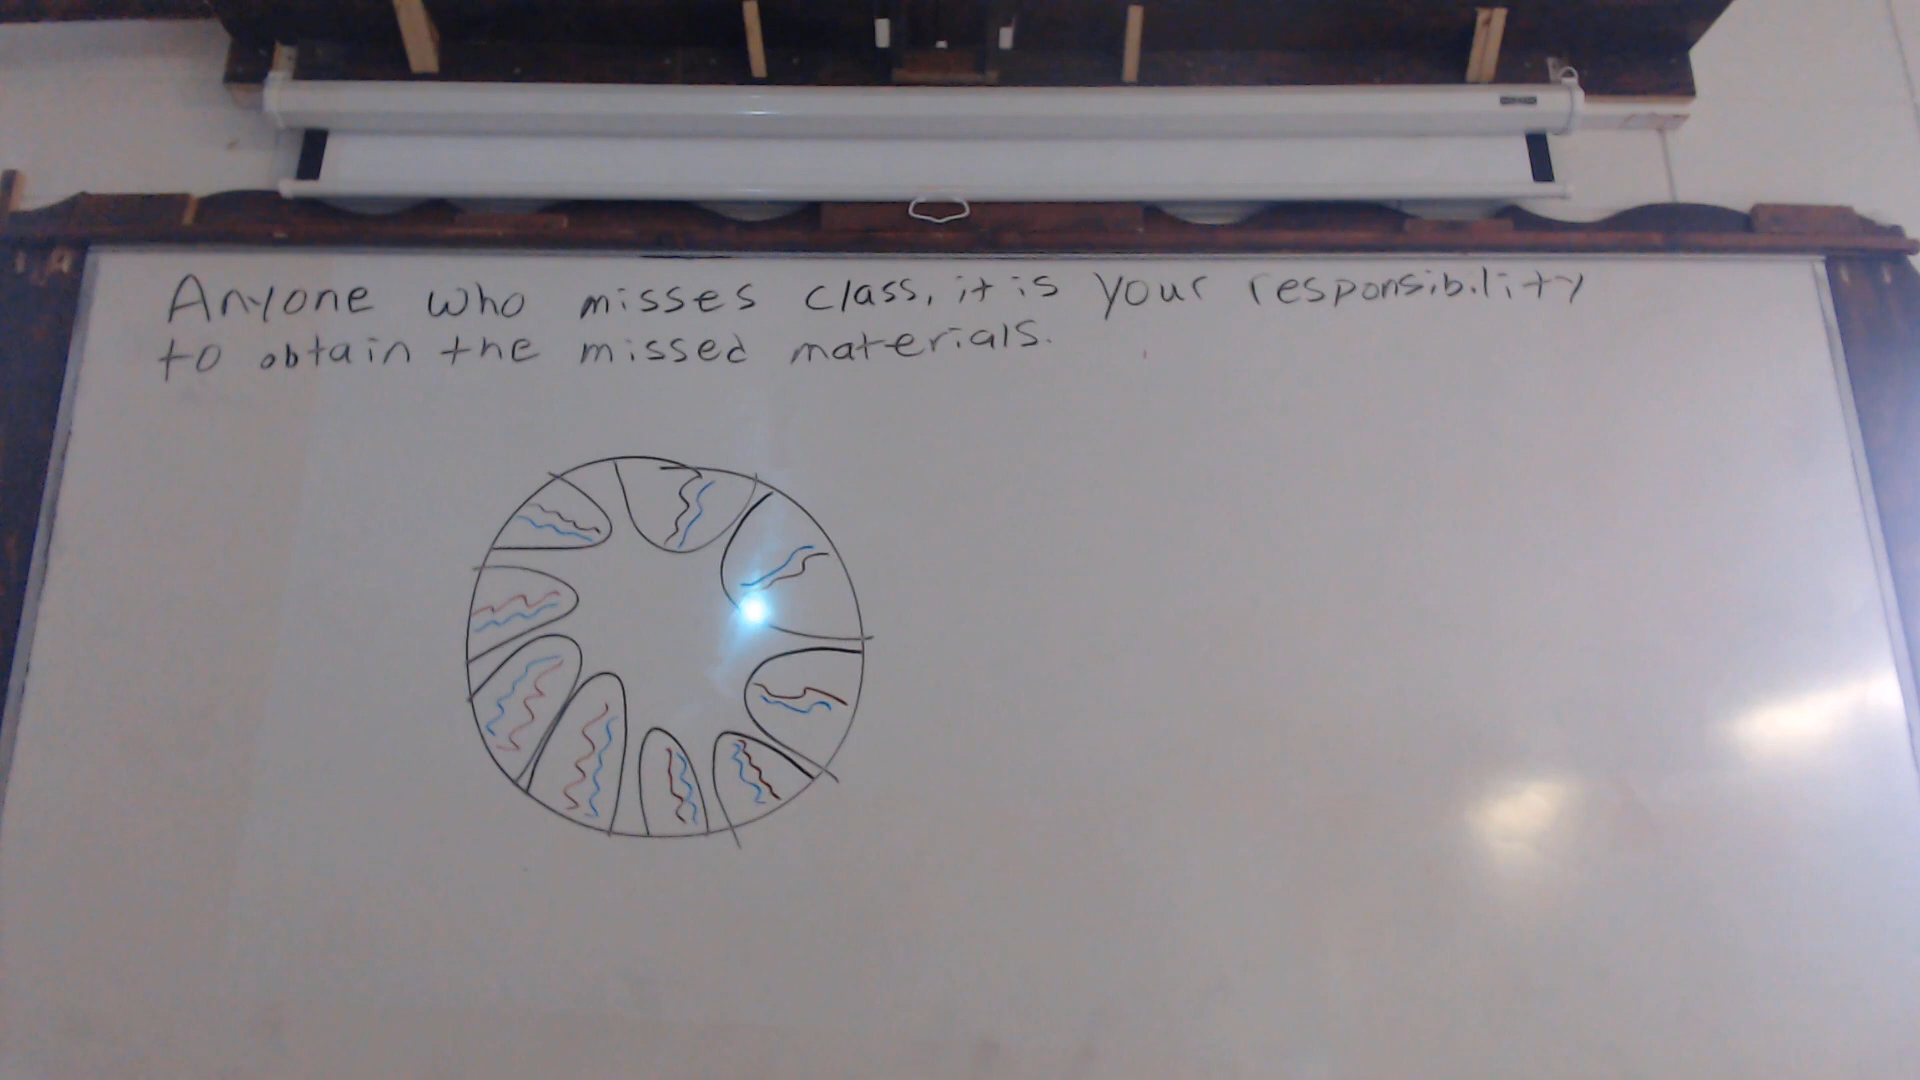 Anyone who misses class, it is your responsibility
to obtain the missed materials.